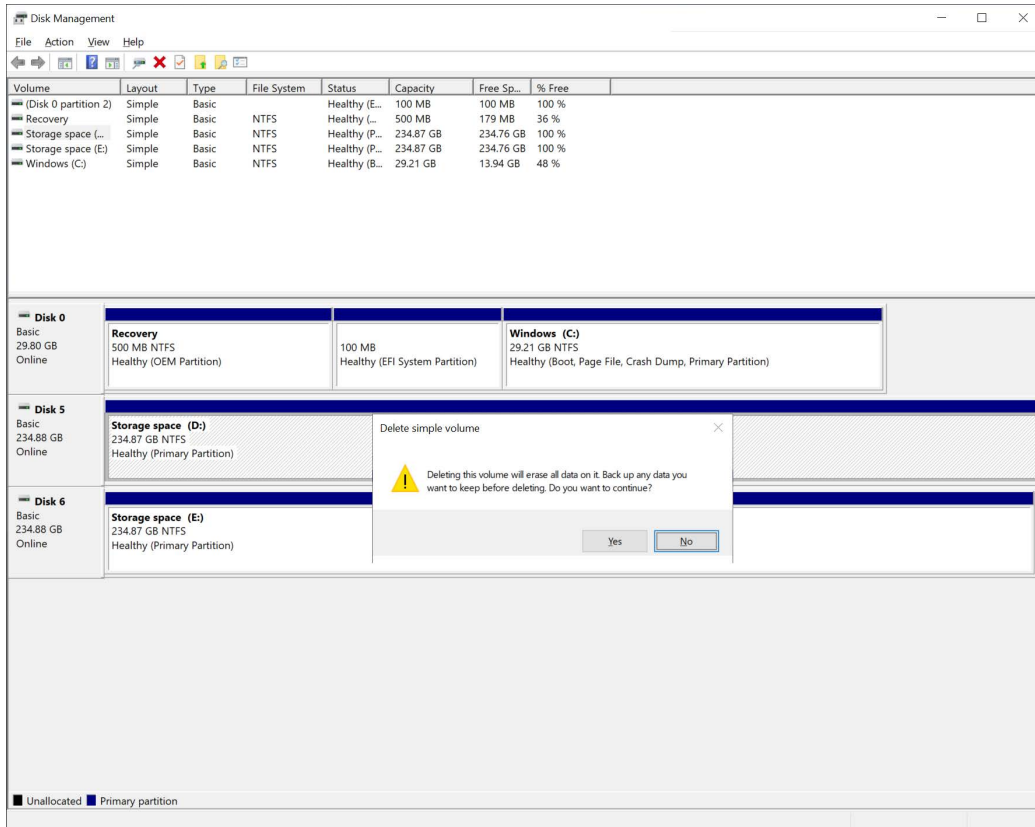 Disk Management
File Action View Help
Volume Layout Type File System Status Capacity Free Sp... % Free
(Disk 0 partition 2) Simple Basic Healthy (E... 100 MB 100 MB 100 %
Recovery Simple Basic NTFS Healthy (... 500 MB 179 MB 36 %
Storage space (... Simple Basic NTFS Healthy (P... 234.87 GB 234.76 GB 100 %
Storage space (E:) Simple Basic NTFS Healthy (P... 234.87 GB 234.76 GB 100 %
Windows (C:) Simple Basic NTFS Healthy (B... 29.21 GB 13.94 GB 48 %
Disk 0
Basic
29.80 GB
Online
Recovery
500 MB NTFS
Healthy (OEM Partition)
100 MB
Healthy (EFI System Partition)
Windows (C:)
29.21 GB NTFS
Healthy (Boot, Page File, Crash Dump, Primary Partition)
Disk 5
Basic
234.88 GB
Online
Storage space (D:)
234.87 GB NTFS
Healthy (Primary Partition)
Delete simple volume
Deleting this volume will erase all data on it. Back up any data you
want to keep before deleting. Do you want to continue?
Yes No
Disk 6
Basic
234.88 GB
Online
Storage space (E:)
234.87 GB NTFS
Healthy (Primary Partition)
Unallocated Primary partition